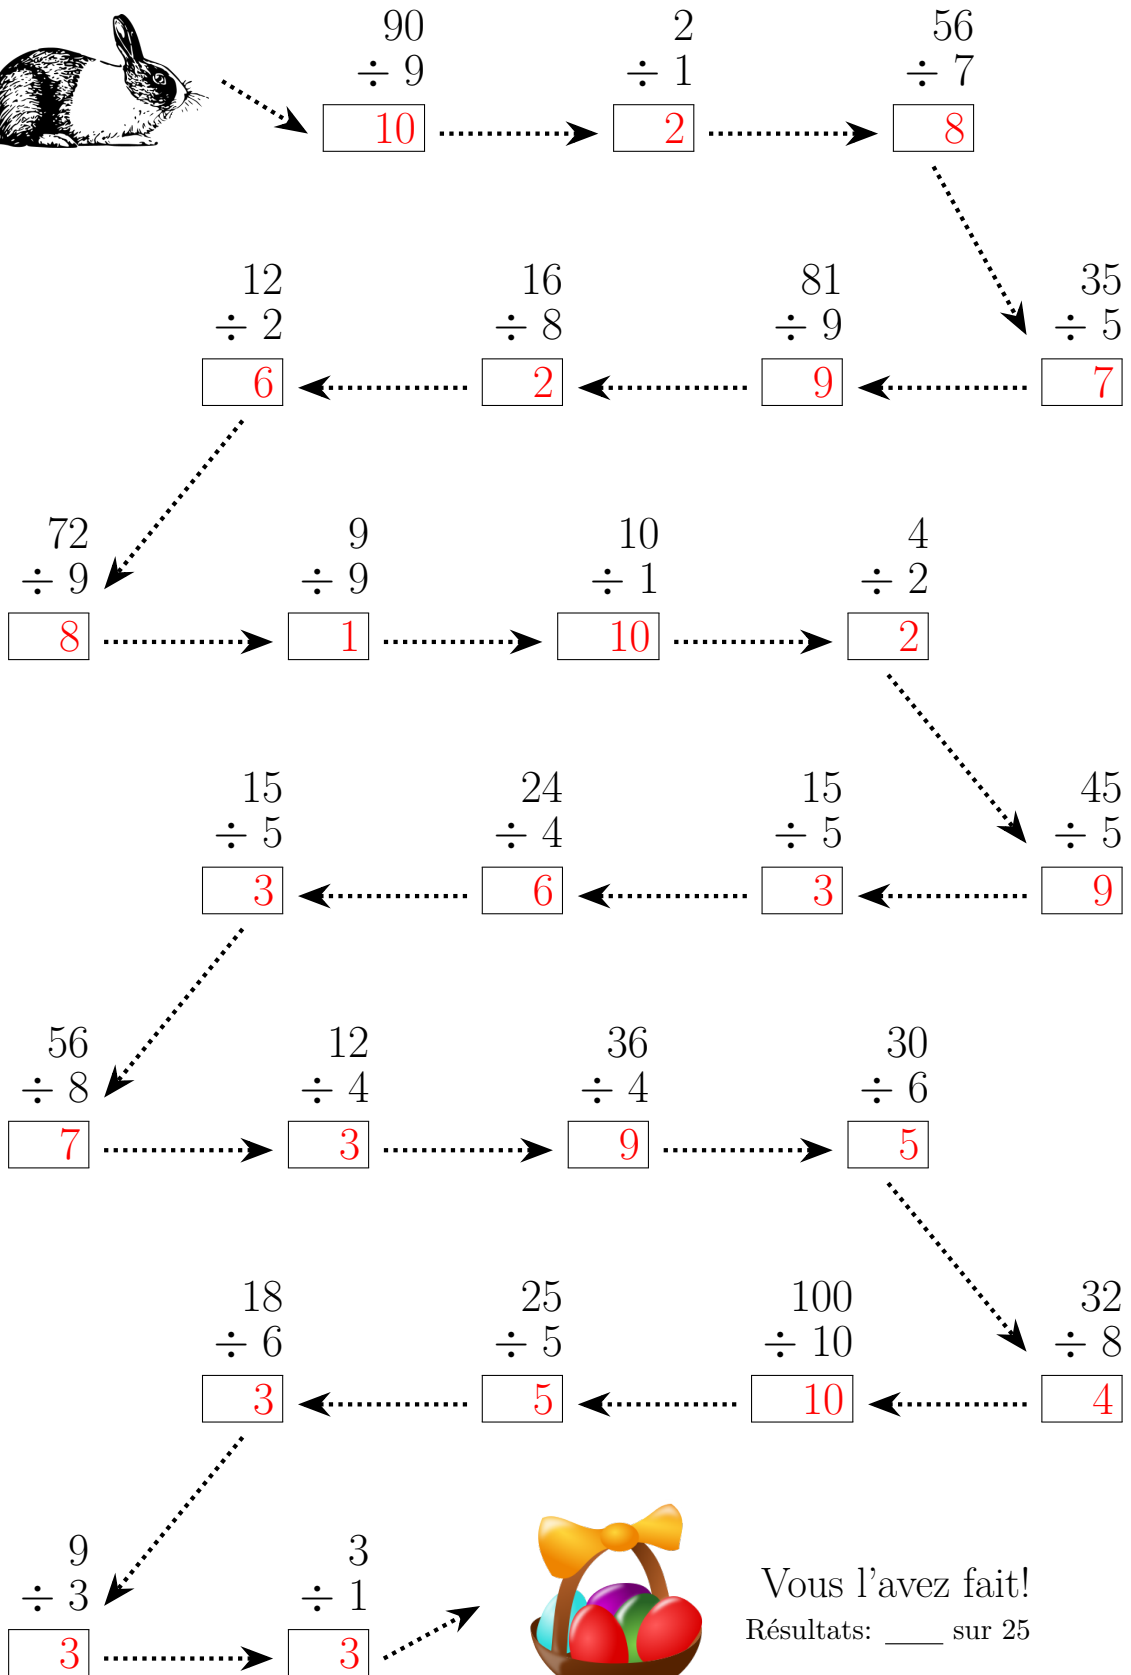 90 2 56
÷ 9 ÷ 1 ÷ 7
10 2 8
12 16 81 35
÷ 2 ÷ 8 ÷ 9 ÷ 5
6 2 9 7
72 9 10 4
÷ 9 ÷ 9 ÷ 1 ÷ 2
8 1 10 2
15 24 15 45
÷ 5 ÷ 4 ÷ 5 ÷ 5
3 6 3 9
56 12 36 30
÷ 8 ÷ 4 ÷ 4 ÷ 6
7 3 9 5
18 25 100 32
÷ 6 ÷ 5 ÷ 10 ÷ 8
3 5 10 4
9 3
÷ 3 ÷ 1
3 3
Vous l'avez fait!
Résultats: ____ sur 25